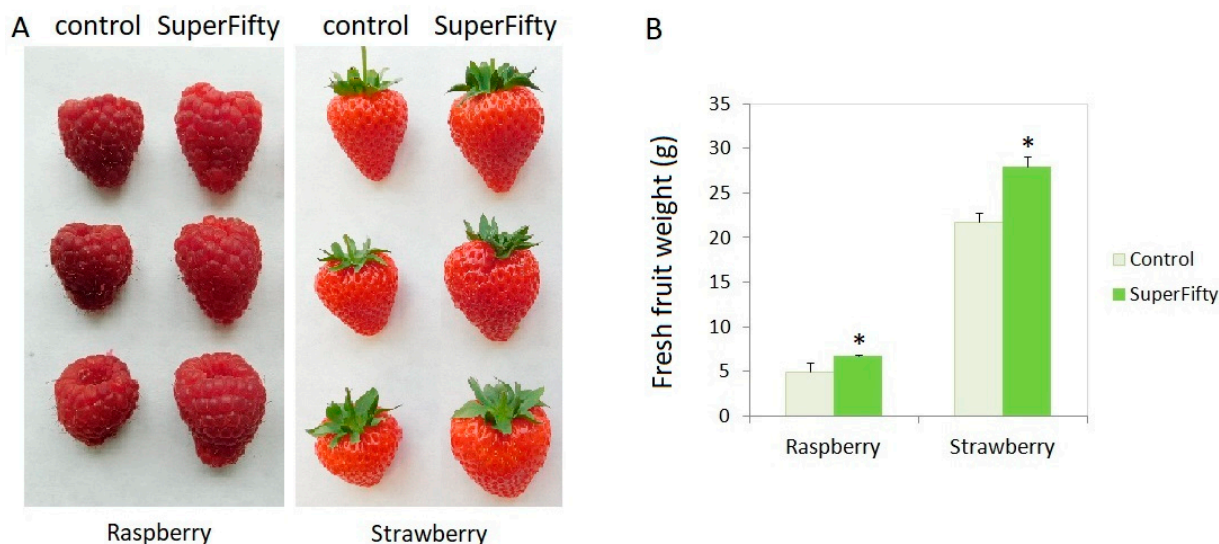 A
control SuperFifty
control SuperFifty
Raspberry
Strawberry
B
Fresh fruit weight (g)
35
30
25
20
15
10
5
0
*
*
Raspberry
Strawberry
Control
SuperFifty